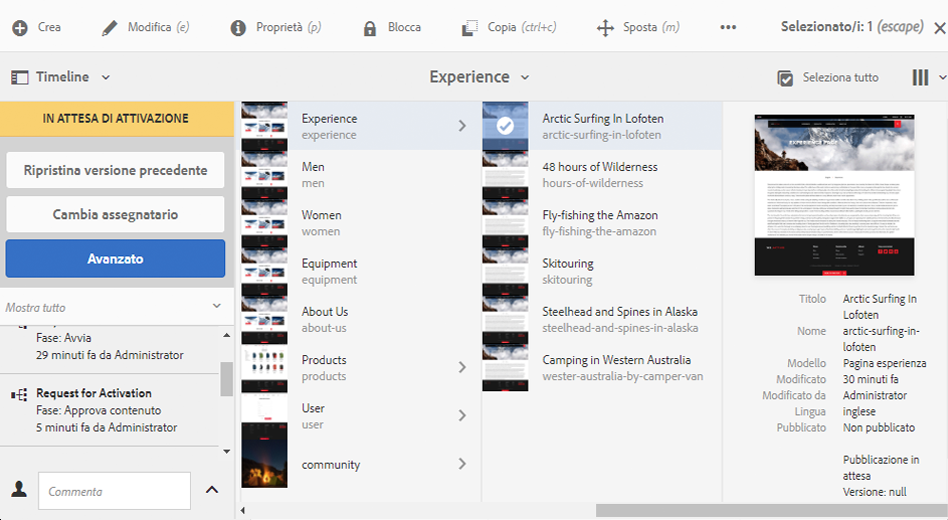 Crea
Modifica (e)
Proprietà (p)
Blocca
Copia (ctrl+c)
Sposta (m)
Selezionato/i: 1 (escape)
Timeline
Experience
Seleziona tutto
IN ATTESA DI ATTIVAZIONE
Ripristina versione precedente
Cambia assegnatario
Avanzato
Mostra tutto
Fase: Avvia
29 minuti fa da Administrator
Request for Activation
Fase: Approva contenuto
5 minuti fa da Administrator
Commenta
Experience
experience
Men
men
Women
women
Equipment
equipment
About Us
about-us
Products
products
User
user
community
Arctic Surfing In Lofoten
arctic-surfing-in-lofoten
48 hours of Wilderness
hours-of-wilderness
Fly-fishing the Amazon
fly-fishing-the-amazon
Skitouring
skitouring
Steelhead and Spines in Alaska
steelhead-and-spines-in-alaska
Camping in Western Australia
wester-australia-by-camper-van
EXPERIENCE PAGE
Titolo Arctic Surfing In
Lofoten
Nome arctic-surfing-in-
lofoten
Modello Pagina esperienza
Modificato 30 minuti fa
Modificato da Administrator
Lingua inglese
Pubblicato Non pubblicato
Pubblicazione in
attesa
Versione: null